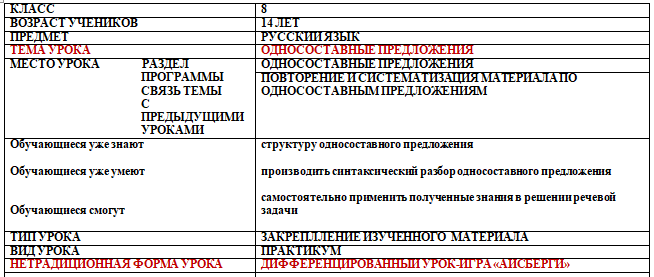 КЛАСС 8
ВОЗРАСТ УЧЕНИКОВ 14 ЛЕТ
ПРЕДМЕТ РУССКИЙ ЯЗЫК
ТЕМА УРОКА ОДНОСОСТАВНЫЕ ПРЕДЛОЖЕНИЯ
МЕСТО УРОКА РАЗДЕЛ ОДНОСОСТАВНЫЕ ПРЕДЛОЖЕНИЯ
ПРОГРАММЫ ПОВТОРЕНИЕ И СИСТЕМАТИЗАЦИЯ МАТЕРИАЛА ПО
СВЯЗЬ ТЕМЫ ОДНОСОСТАВНЫМ ПРЕДЛОЖЕНИЯМ
С
ПРЕДЫДУЩИМИ
УРОКАМИ
Обучающиеся уже знают структуру односоставного предложения
Обучающиеся уже умеют производить синтаксический разбор односоставного предложения
самостоятельно применить полученные знания в решении речевой
Обучающиеся смогут задачи
ТИП УРОКА ЗАКРЕПЛЛЕНИЕ ИЗУЧЕННОГО МАТЕРИАЛА
ВИД УРОКА ПРАКТИКУМ
НЕТРАДИЦИОННАЯ ФОРМА УРОКА ДИФФЕРЕНЦИРОВАННЫЙ УРОК-ИГРА «АЙСБЕРГИ»